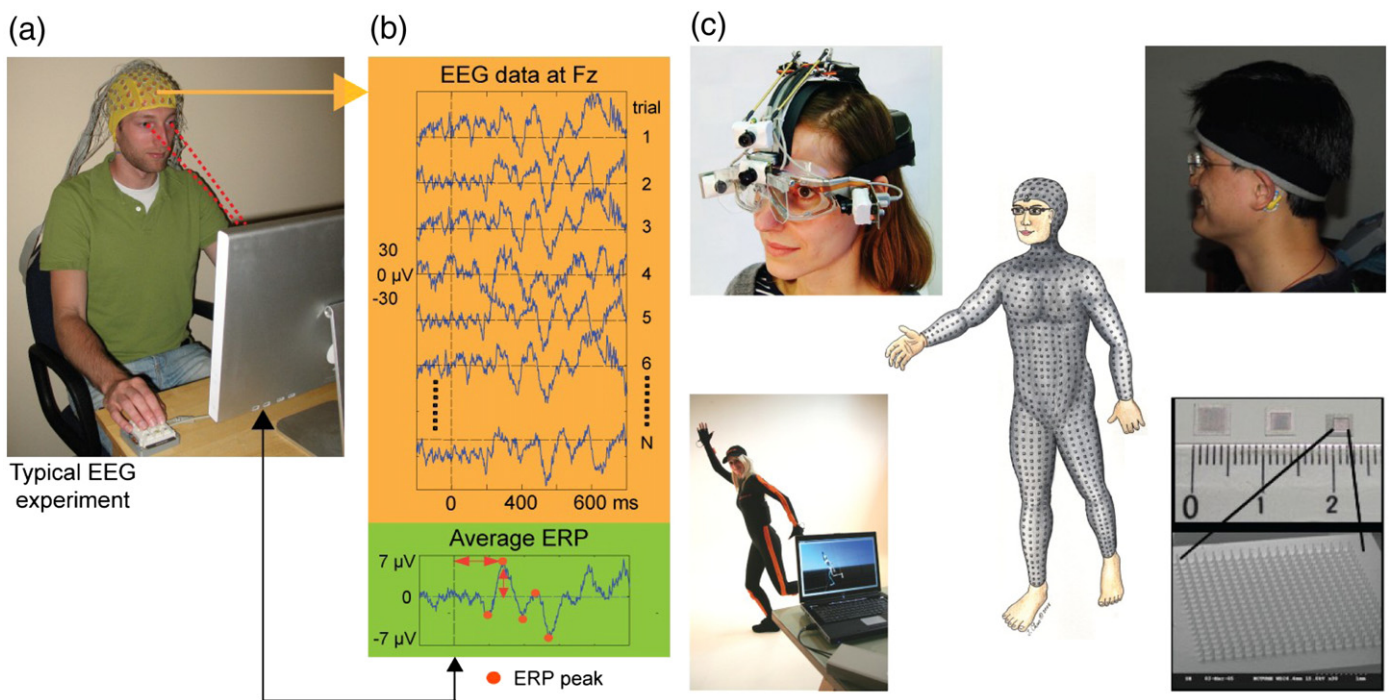 (a)
(b)
(c)
EEG data at Fz
trial
1
2
3
30
0 µV
-30
4
5
6
N
0 400 600 ms
Average ERP
7 µV
0
-7 µV
ERP peak
Typical EEG
experiment
0 1 2
1mm